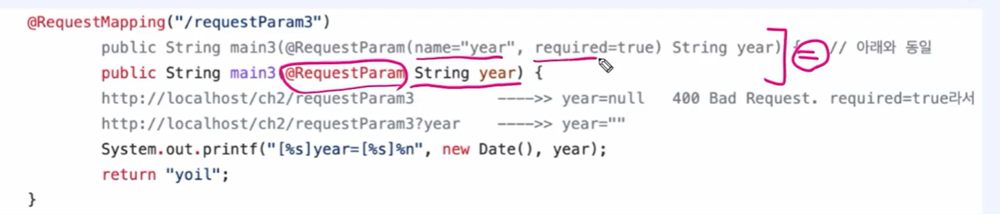 @RequestMapping("/requestParam3")
public String main3(@RequestParam(name="year", required=true) String year) { // 아래와 동일
public String main3(@RequestParam String year) {
http://localhost/ch2/requestParam3 ---->> year=null 400 Bad Request. required=true라서
http://localhost/ch2/requestParam3?year ---->> year=""
System.out.printf("[%s]year=[%s]%n", new Date(), year);
return "yoil";
}